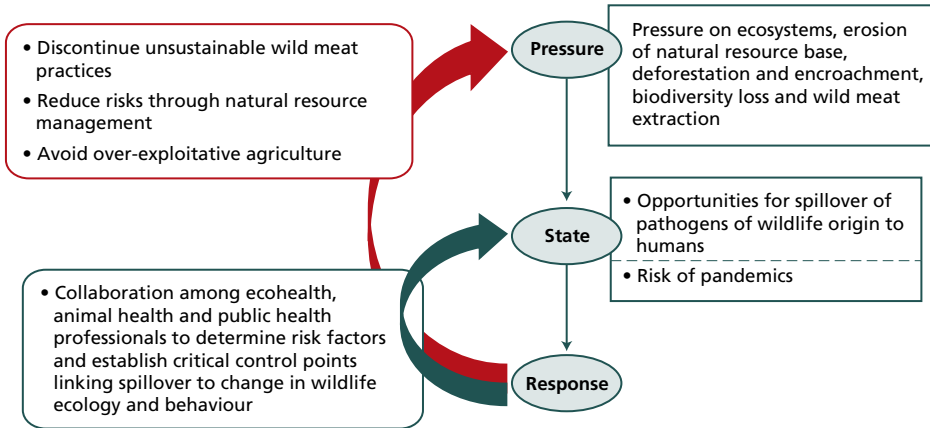 • Discontinue unsustainable wild meat
practices
• Reduce risks through natural resource
management
• Avoid over-exploitative agriculture
Pressure
Pressure on ecosystems, erosion
of natural resource base,
deforestation and encroachment,
biodiversity loss and wild meat
extraction
State
• Opportunities for spillover of
pathogens of wildlife origin to
humans
• Risk of pandemics
• Collaboration among ecohealth,
animal health and public health
professionals to determine risk factors
and establish critical control points
linking spillover to change in wildlife
ecology and behaviour
Response